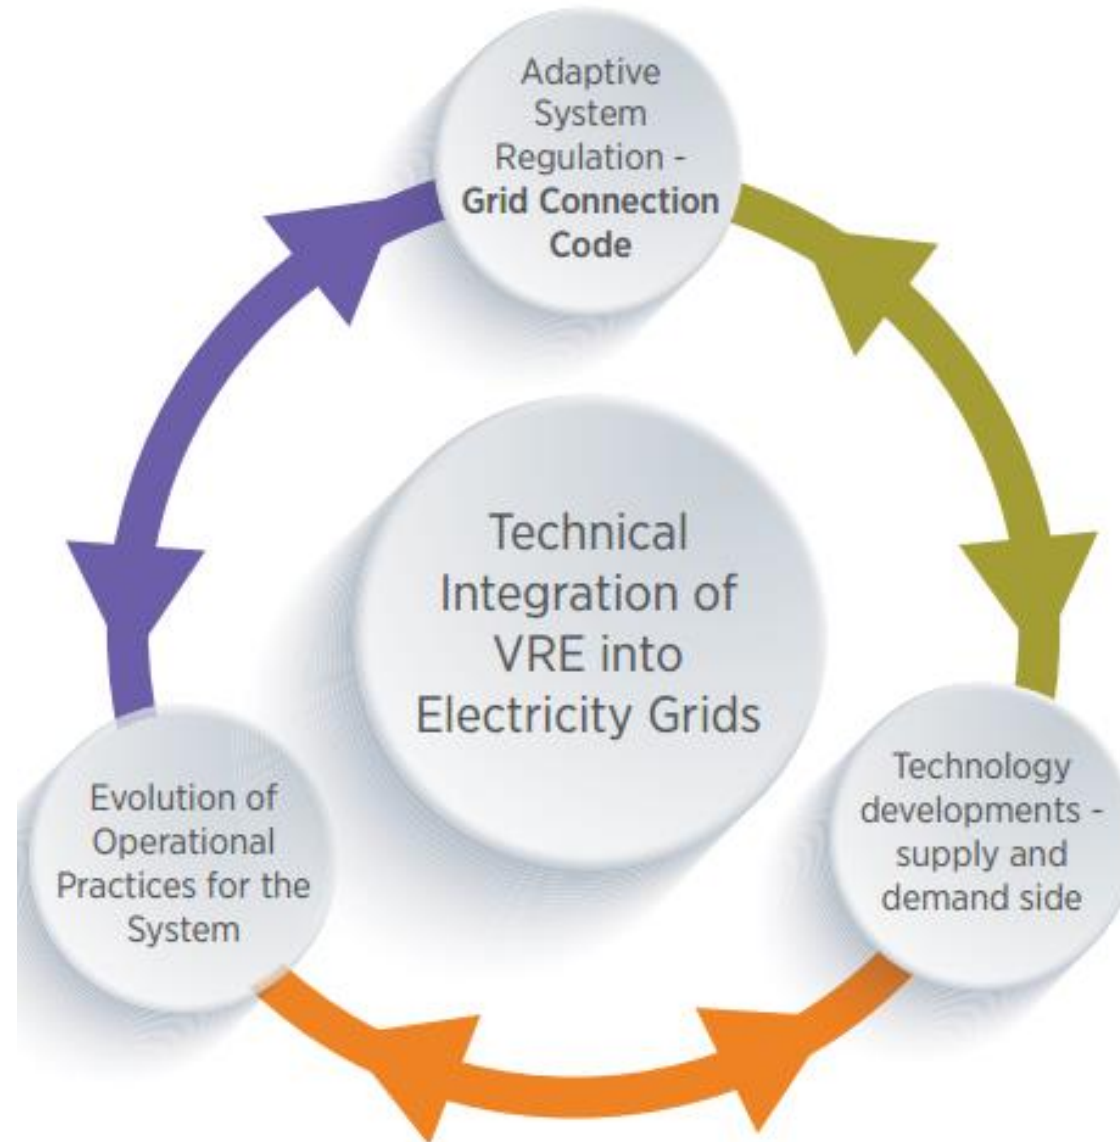 Adaptive
System
Regulation -
Grid Connection
Code
Technical
Integration of
VRE into
Electricity Grids
Technology
developments -
supply and
demand side
Evolution of
Operational
Practices for the
System